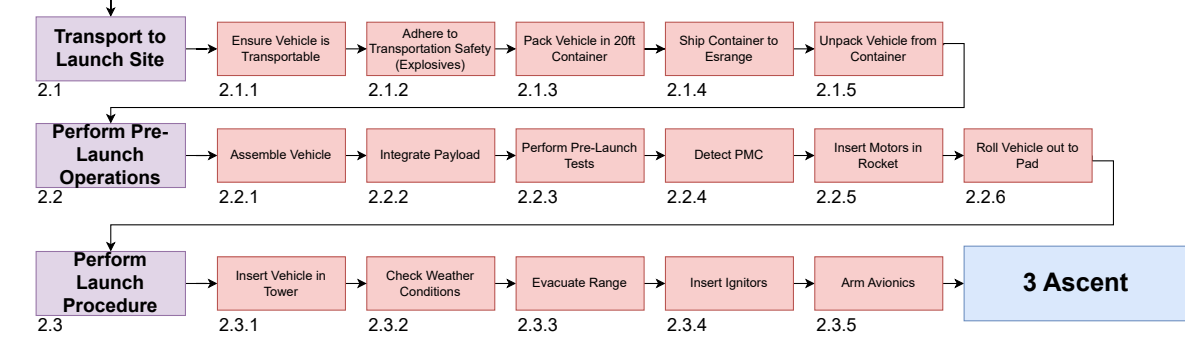 Transport to
Launch Site
2.1
Ensure Vehicle is
Transportable
2.1.1
Adhere to
Transportation Safety
(Explosives)
2.1.2
Pack Vehicle in 20ft
Container
2.1.3
Ship Container to
Esrange
2.1.4
Unpack Vehicle from
Container
2.1.5
Perform Pre-
Launch
Operations
2.2
Assemble Vehicle
2.2.1
Integrate Payload
2.2.2
Perform Pre-Launch
Tests
2.2.3
Detect PMC
2.2.4
Insert Motors in
Rocket
2.2.5
Roll Vehicle out to
Pad
2.2.6
Perform
Launch
Procedure
2.3
Insert Vehicle in
Tower
2.3.1
Check Weather
Conditions
2.3.2
Evacuate Range
2.3.3
Insert Ignitors
2.3.4
Arm Avionics
2.3.5
3 Ascent